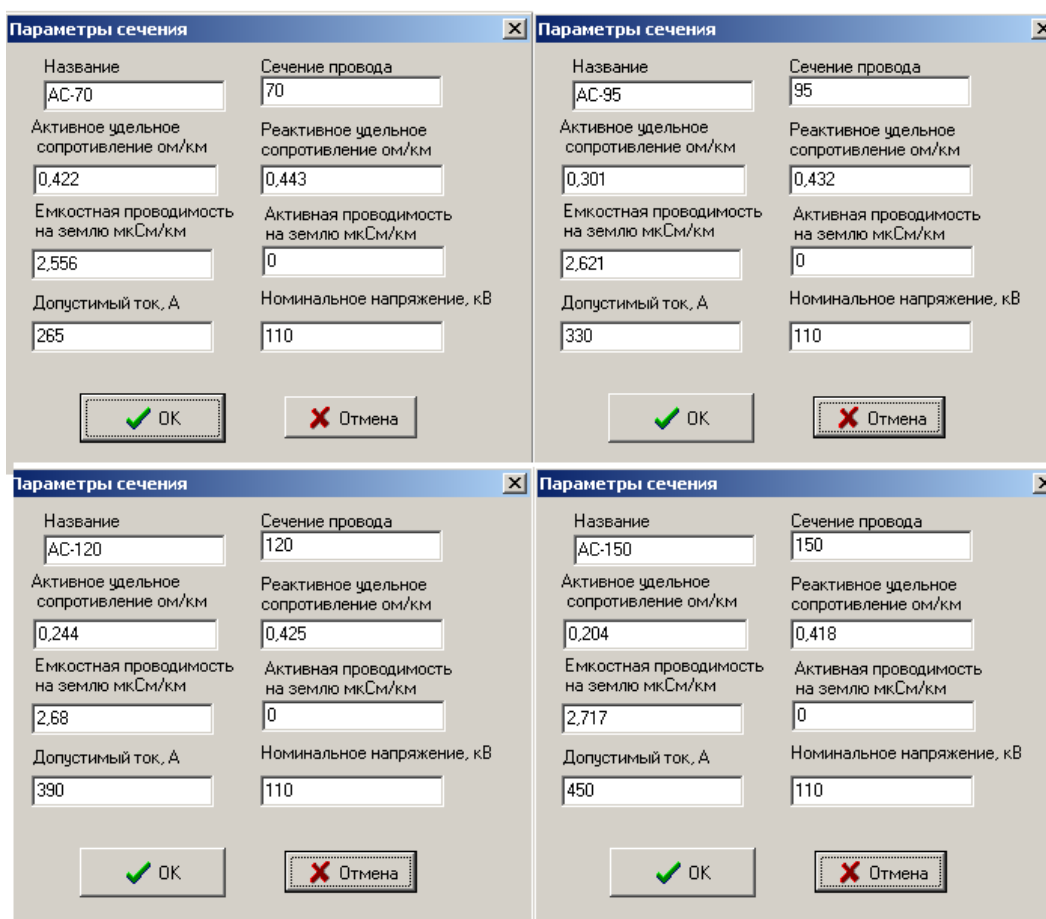 Параметры сечения
Название
Сечение провода
АС-70
70
Активное удельное
сопротивление ом/км
Реактивное удельное
сопротивление ом/км
0,422
0,443
Емкостная проводимость
на землю мкСм/км
Активная проводимость
на землю мкСм/км
2,556
0
Допустимый ток, А
Номинальное напряжение, кВ
265
110
OK
Отмена
Параметры сечения
Название
Сечение провода
АС-95
95
Активное удельное
сопротивление ом/км
Реактивное удельное
сопротивление ом/км
0,301
0,432
Емкостная проводимость
на землю мкСм/км
Активная проводимость
на землю мкСм/км
2,621
0
Допустимый ток, А
Номинальное напряжение, кВ
330
110
OK
Отмена
Параметры сечения
Название
Сечение провода
АС-120
120
Активное удельное
сопротивление ом/км
Реактивное удельное
сопротивление ом/км
0,244
0,425
Емкостная проводимость
на землю мкСм/км
Активная проводимость
на землю мкСм/км
2,68
0
Допустимый ток, А
Номинальное напряжение, кВ
390
110
OK
Отмена
Параметры сечения
Название
Сечение провода
АС-150
150
Активное удельное
сопротивление ом/км
Реактивное удельное
сопротивление ом/км
0,204
0,418
Емкостная проводимость
на землю мкСм/км
Активная проводимость
на землю мкСм/км
2,717
0
Допустимый ток, А
Номинальное напряжение, кВ
450
110
OK
Отмена